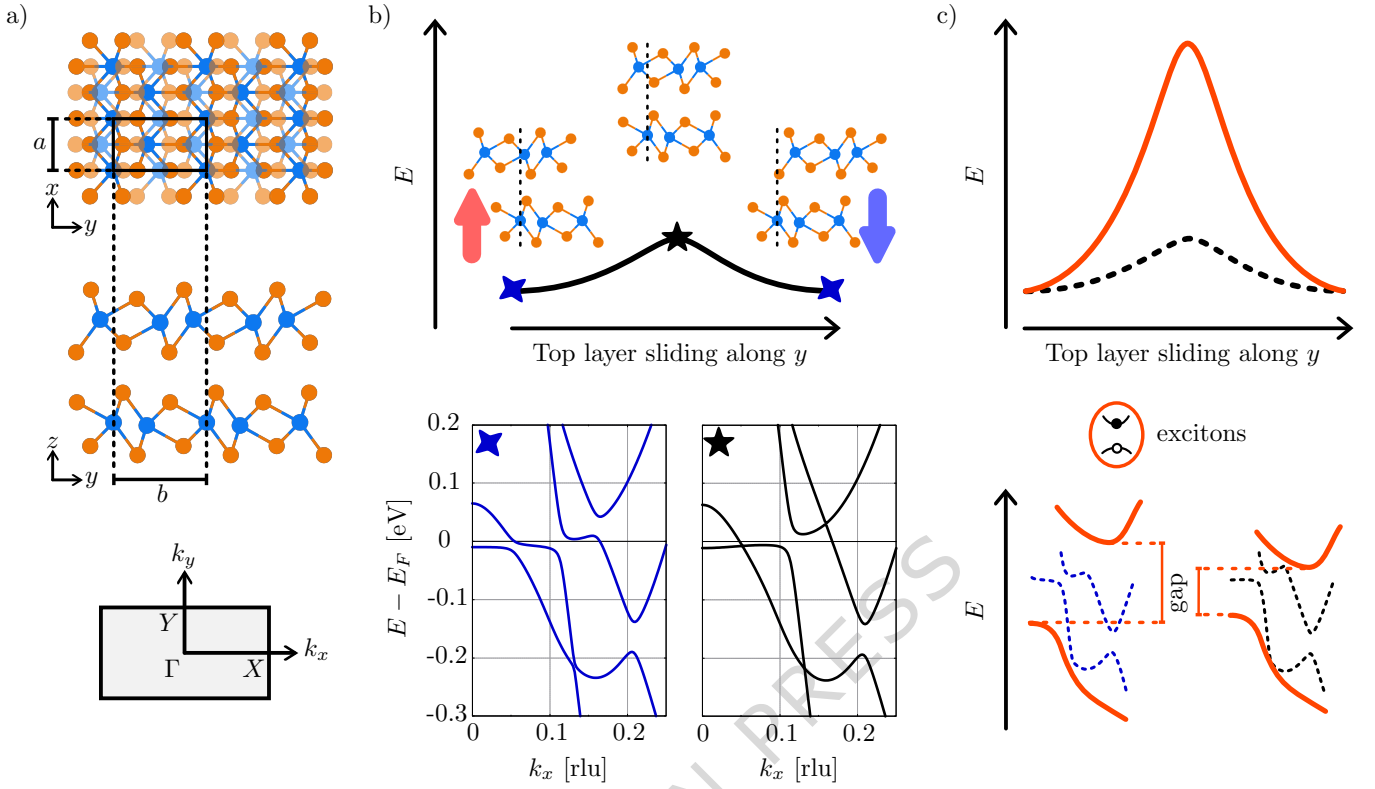 a)
a
x
y
z
y
b
k_y
Y
Γ
X
k_x
b)
E
Top layer sliding along y
E − E_F [eV]
0.2
0.1
0
-0.1
-0.2
-0.3
0
0.1
0.2
k_x [rlu]
0
0.1
0.2
k_x [rlu]
c)
E
Top layer sliding along y
excitons
E
gap
N PRESS